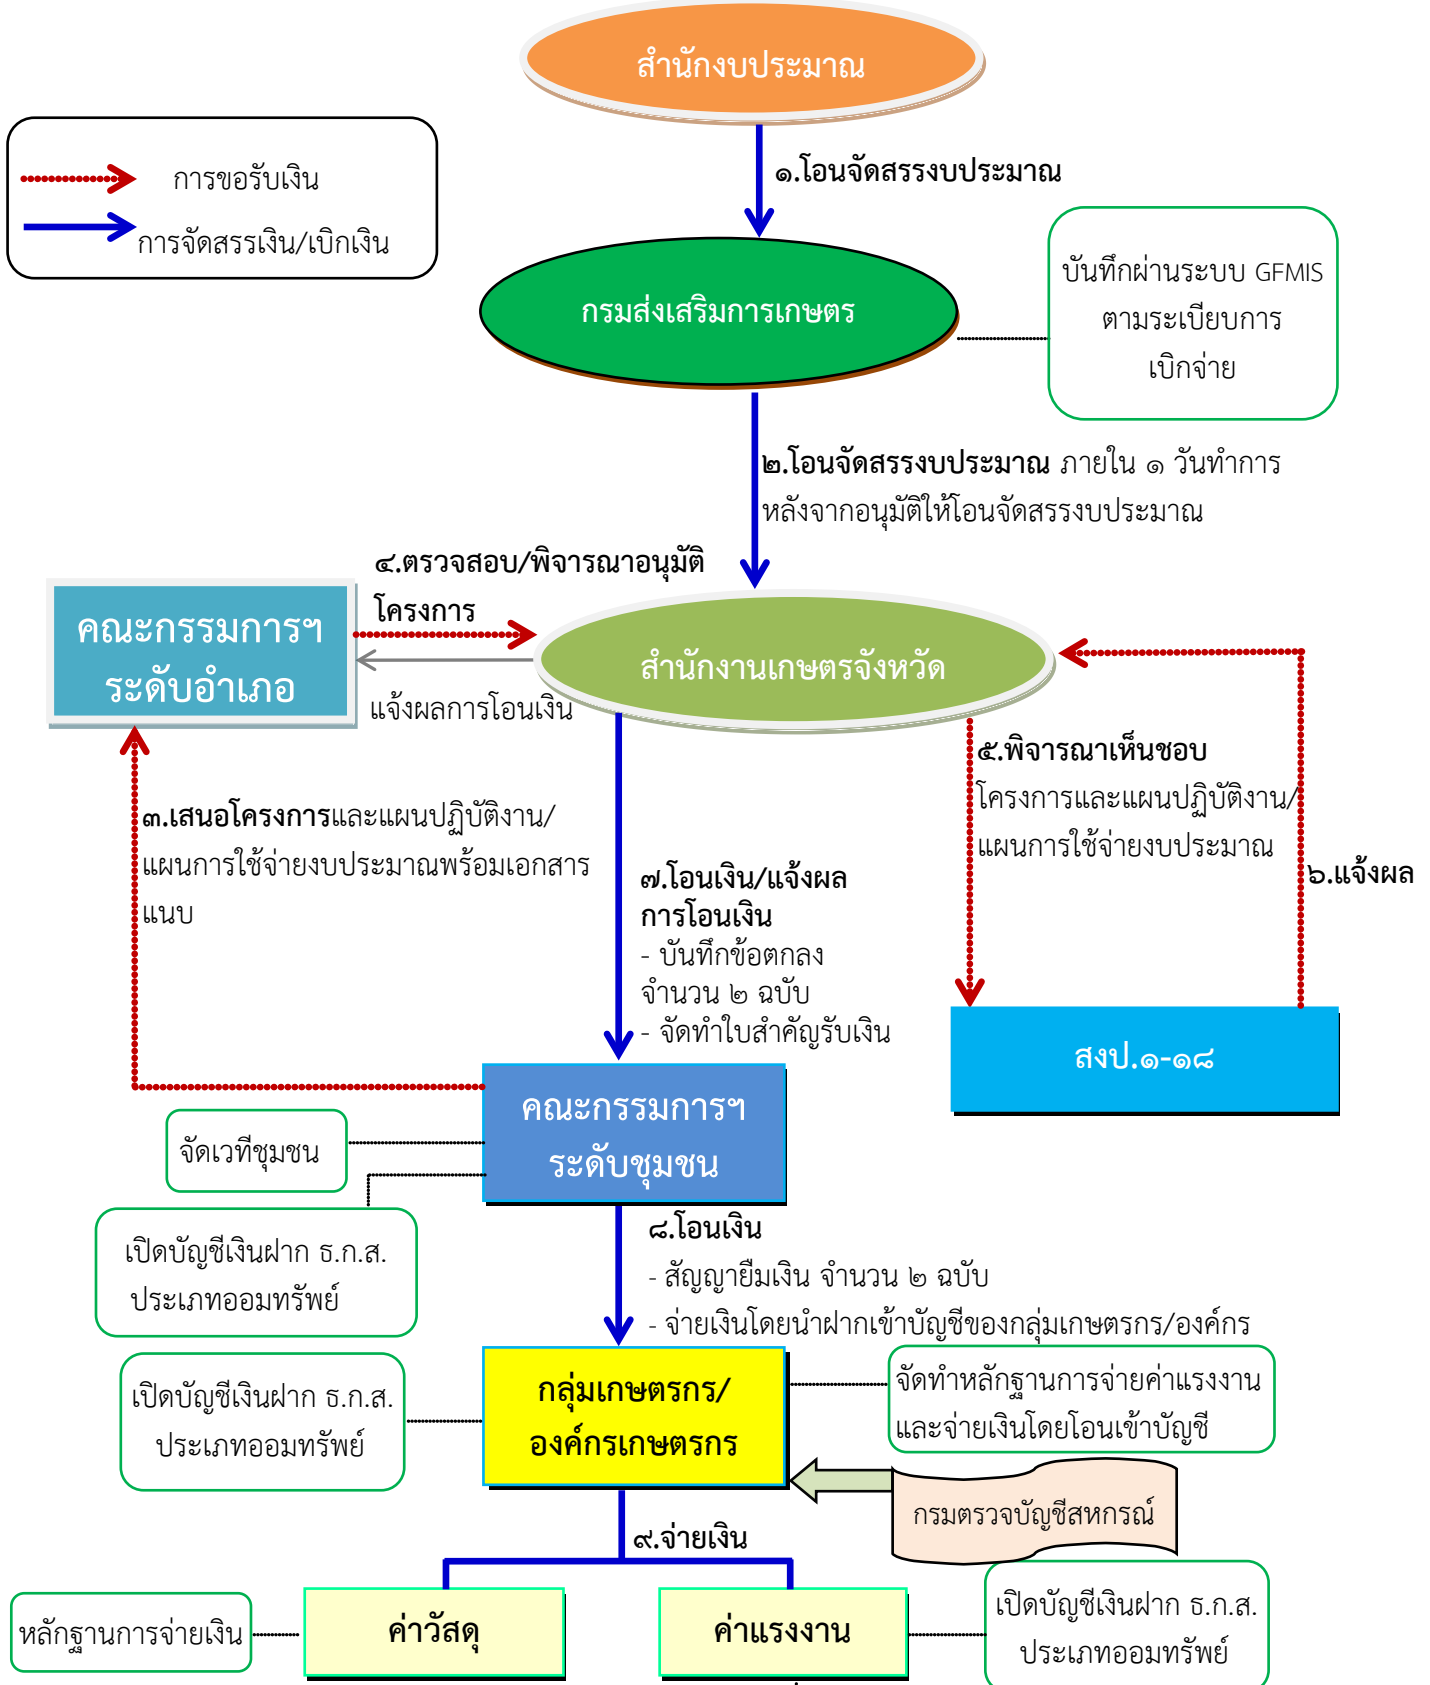 สำนักงบประมาณ
การขอรับเงิน
การจัดสรรเงิน/เบิกเงิน
๑.โอนจัดสรรงบประมาณ
กรมส่งเสริมการเกษตร
บันทึกผ่านระบบ GFMIS
ตามระเบียบการ
เบิกจ่าย
๒.โอนจัดสรรงบประมาณ ภายใน ๑ วันทำการ
หลังจากอนุมัติให้โอนจัดสรรงบประมาณ
๔.ตรวจสอบ/พิจารณาอนุมัติ
โครงการ
คณะกรรมการฯ
ระดับอำเภอ
สำนักงานเกษตรจังหวัด
แจ้งผลการโอนเงิน
๓.เสนอโครงการและแผนปฏิบัติงาน/
แผนการใช้จ่ายงบประมาณพร้อมเอกสาร
แนบ
๕.พิจารณาเห็นชอบ
โครงการและแผนปฏิบัติงาน/
แผนการใช้จ่ายงบประมาณ
๖.แจ้งผล
๗.โอนเงิน/แจ้งผล
การโอนเงิน
- บันทึกข้อตกลง
จำนวน ๒ ฉบับ
- จัดทำใบสำคัญรับเงิน
สงป.๑-๑๘
คณะกรรมการฯ
ระดับชุมชน
จัดเวทีชุมชน
เปิดบัญชีเงินฝาก ธ.ก.ส.
ประเภทออมทรัพย์
๘.โอนเงิน
- สัญญายืมเงิน จำนวน ๒ ฉบับ
- จ่ายเงินโดยนำฝากเข้าบัญชีของกลุ่มเกษตรกร/องค์กร
เปิดบัญชีเงินฝาก ธ.ก.ส.
ประเภทออมทรัพย์
กลุ่มเกษตรกร/
องค์กรเกษตรกร
จัดทำหลักฐานการจ่ายค่าแรงงาน
และจ่ายเงินโดยโอนเข้าบัญชี
กรมตรวจบัญชีสหกรณ์
๙.จ่ายเงิน
หลักฐานการจ่ายเงิน
ค่าวัสดุ
ค่าแรงงาน
เปิดบัญชีเงินฝาก ธ.ก.ส.
ประเภทออมทรัพย์